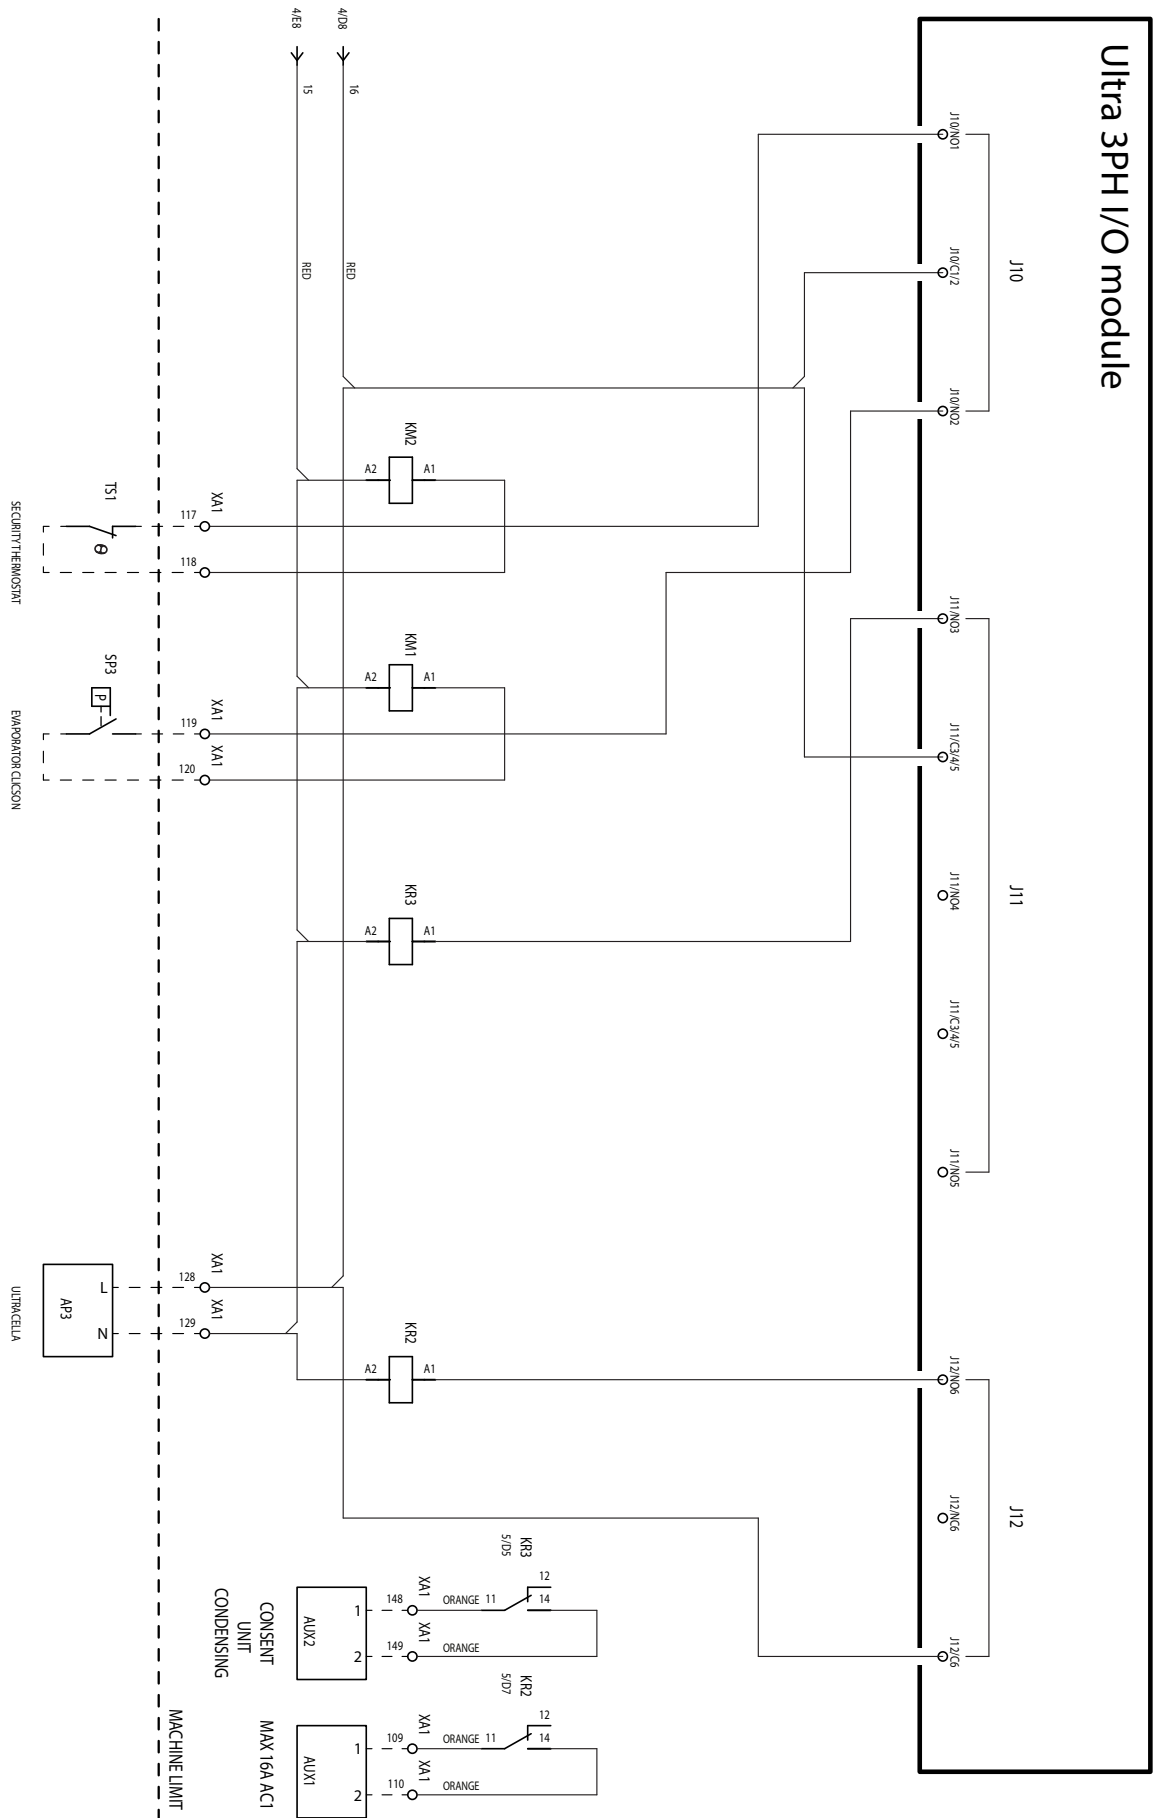 Ultra 3PH I/O module
J10
J11
J12
J10/NO1
J10/C1/2
J10/NO2
J11/NO3
J11/C3/4/5
J11/NO4
J11/C3/4/5
J11/NO5
J12/NO6
J12/NC6
J12/C6
4/D8
16
RED
4/E8
15
RED
KM2
A2
A1
KM1
A2
A1
KR3
A2
A1
KR2
A2
A1
KR3
5/D5
12
14
11
ORANGE
ORANGE
XA1
XA1
148
149
1
2
AUX2
CONSENT
UNIT
CONDENSING
KR2
5/D7
12
14
11
ORANGE
ORANGE
XA1
XA1
109
110
1
2
AUX1
MAX 16A AC1
XA1
117
118
TS1
θ
SECURITY THERMOSTAT
XA1
119
XA1
120
SP3
P
EVAPORATOR CLICSON
XA1
128
XA1
129
L
N
AP3
ULTRACELLA
MACHINE LIMIT